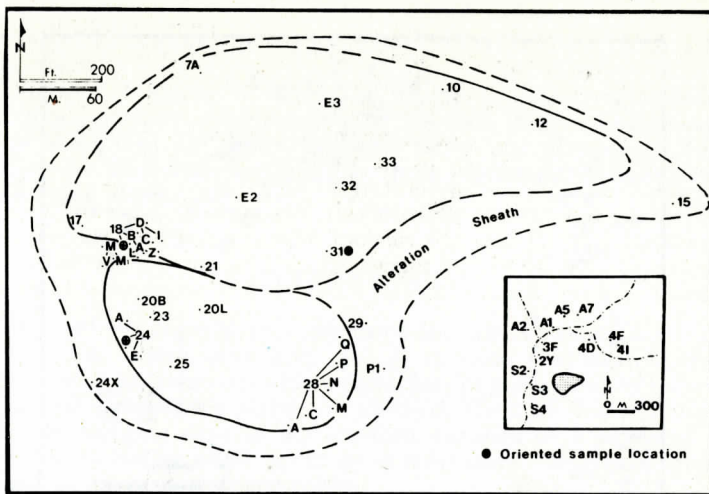 7A
N
Ft. 200
M. 60
10
E3
12
33
32
E2
15
17
Sheath
18 D
B C I
M A
L Z
V M
31
Alteration
21
20B
A 23 20L
24
29
Q
E
25
P P1
24X
28 N
C M
A
A5 A7
A2 A1
3F 4D 4F
2Y 4I
S2
S3 N
S4 O M 300
Oriented sample location